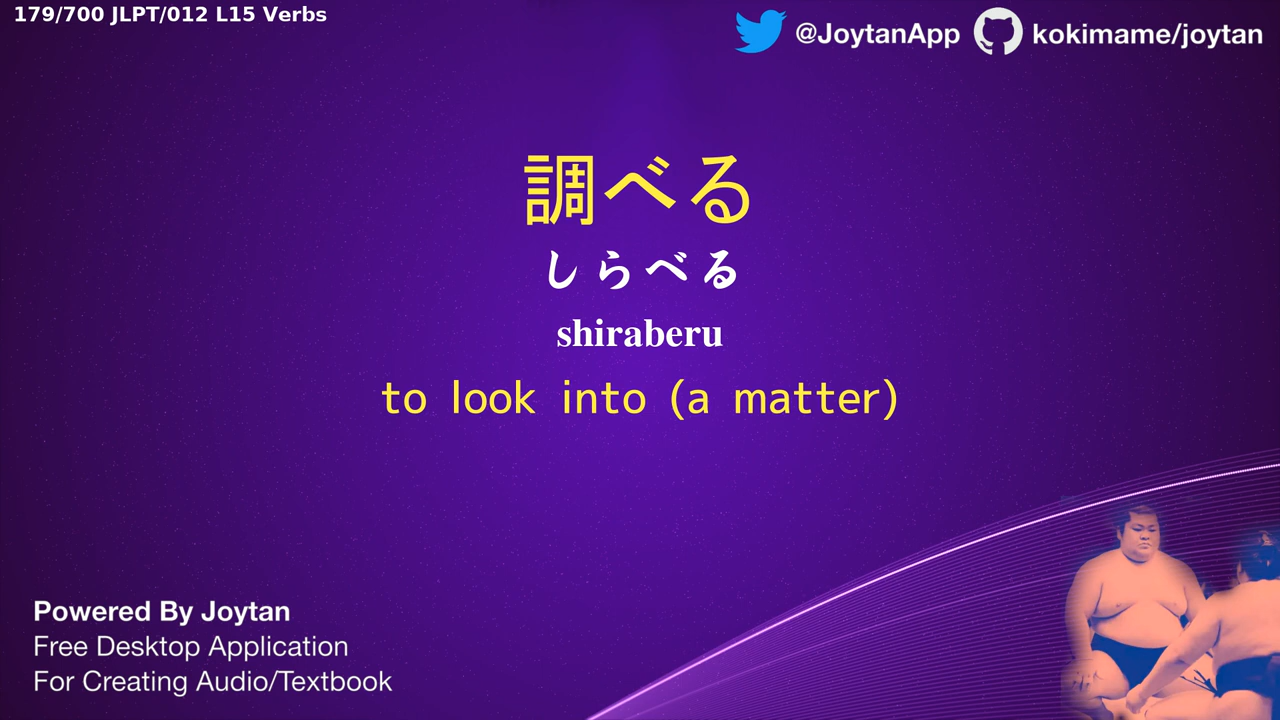 179/700 JLPT/012 L15 Verbs
@JoytanApp kokimame/joytan
調べる
しらべる
shiraberu
to look into (a matter)
Powered By Joytan
Free Desktop Application
For Creating Audio/Textbook